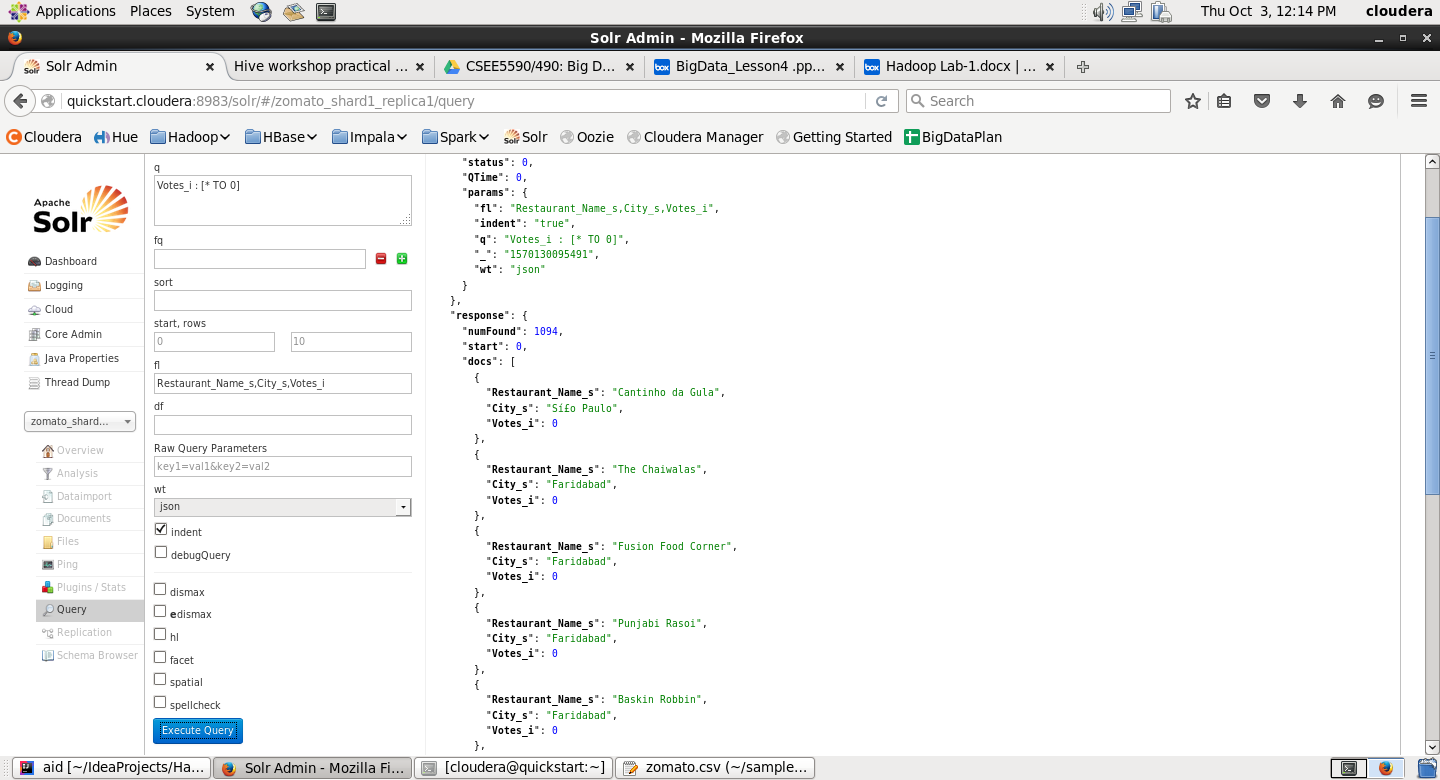 Applications Places System Thu Oct 3, 12:14 PM cloudera
Solr Admin - Mozilla Firefox
Solr Admin Hive workshop practical ... CSEE5590/490: Big D... BigData_Lesson4 .pp... Hadoop Lab-1.docx | ...
quickstart.cloudera:8983/solr/#/zomato_shard1_replica1/query Search
Cloudera Hue Hadoop HBase Impala Spark Solr Oozie Cloudera Manager Getting Started BigDataPlan
Apache
Solr
Dashboard
Logging
Cloud
Core Admin
Java Properties
Thread Dump
zomato_shard...
Overview
Analysis
Dataimport
Documents
Files
Ping
Plugins / Stats
Query
Replication
Schema Browser
q
Votes_i : [* TO 0]
fq
sort
start, rows
0 10
fl
Restaurant_Name_s,City_s,Votes_i
df
Raw Query Parameters
key1=val1&key2=val2
wt
json
indent
debugQuery
dismax
edismax
hl
facet
spatial
spellcheck
Execute Query
"status": 0,
"QTime": 0,
"params": {
"fl": "Restaurant_Name_s,City_s,Votes_i",
"indent": "true",
"q": "Votes_i : [* TO 0]",
"_": "1570130095491",
"wt": "json"
}
},
"response": {
"numFound": 1094,
"start": 0,
"docs": [
{
"Restaurant_Name_s": "Cantinho da Gula",
"City_s": "Sí£o Paulo",
"Votes_i": 0
},
{
"Restaurant_Name_s": "The Chaiwalas",
"City_s": "Faridabad",
"Votes_i": 0
},
{
"Restaurant_Name_s": "Fusion Food Corner",
"City_s": "Faridabad",
"Votes_i": 0
},
{
"Restaurant_Name_s": "Punjabi Rasoi",
"City_s": "Faridabad",
"Votes_i": 0
},
{
"Restaurant_Name_s": "Baskin Robbin",
"City_s": "Faridabad",
"Votes_i": 0
},
aid [~/IdeaProjects/Ha... Solr Admin - Mozilla Fi... [cloudera@quickstart:~] zomato.csv (~/sample...